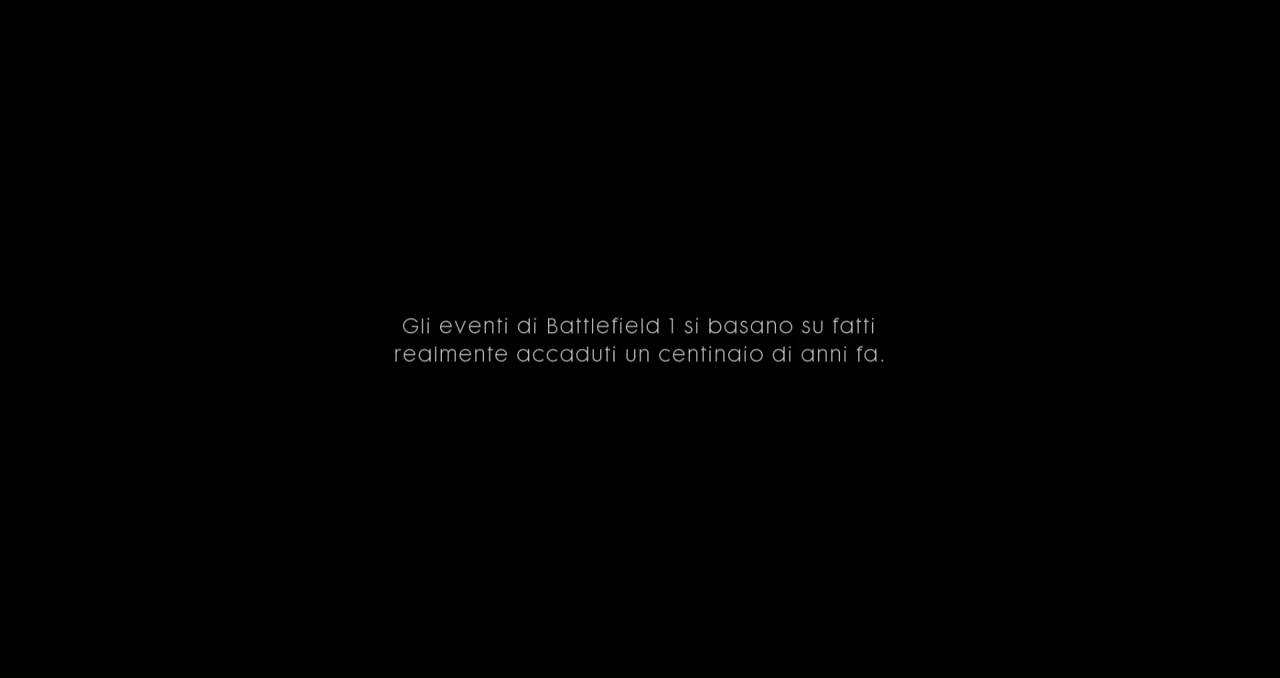 Gli eventi di Battlefield 1 si basano su fatti
realmente accaduti un centinaio di anni fa.